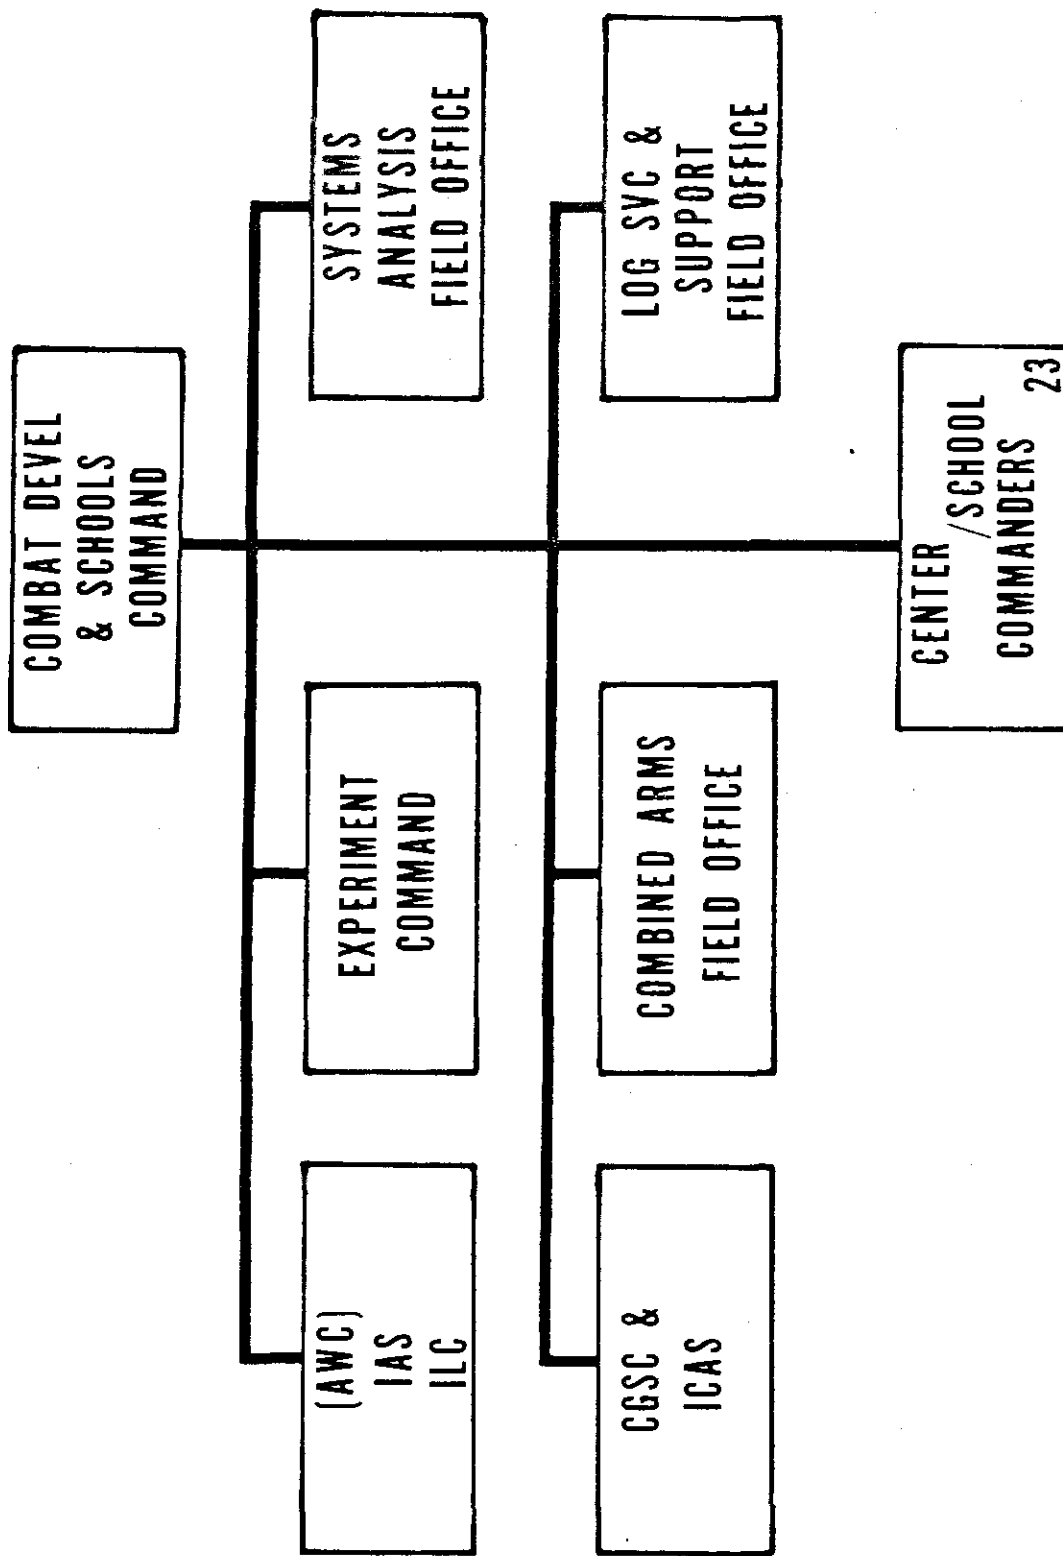 COMBAT DEVEL
& SCHOOLS
COMMAND
(AWC)
IAS
ILC
EXPERIMENT
COMMAND
SYSTEMS
ANALYSIS
FIELD OFFICE
CGSC &
ICAS
COMBINED ARMS
FIELD OFFICE
LOG SVC &
SUPPORT
FIELD OFFICE
CENTER
/SCHOOL
COMMANDERS
23